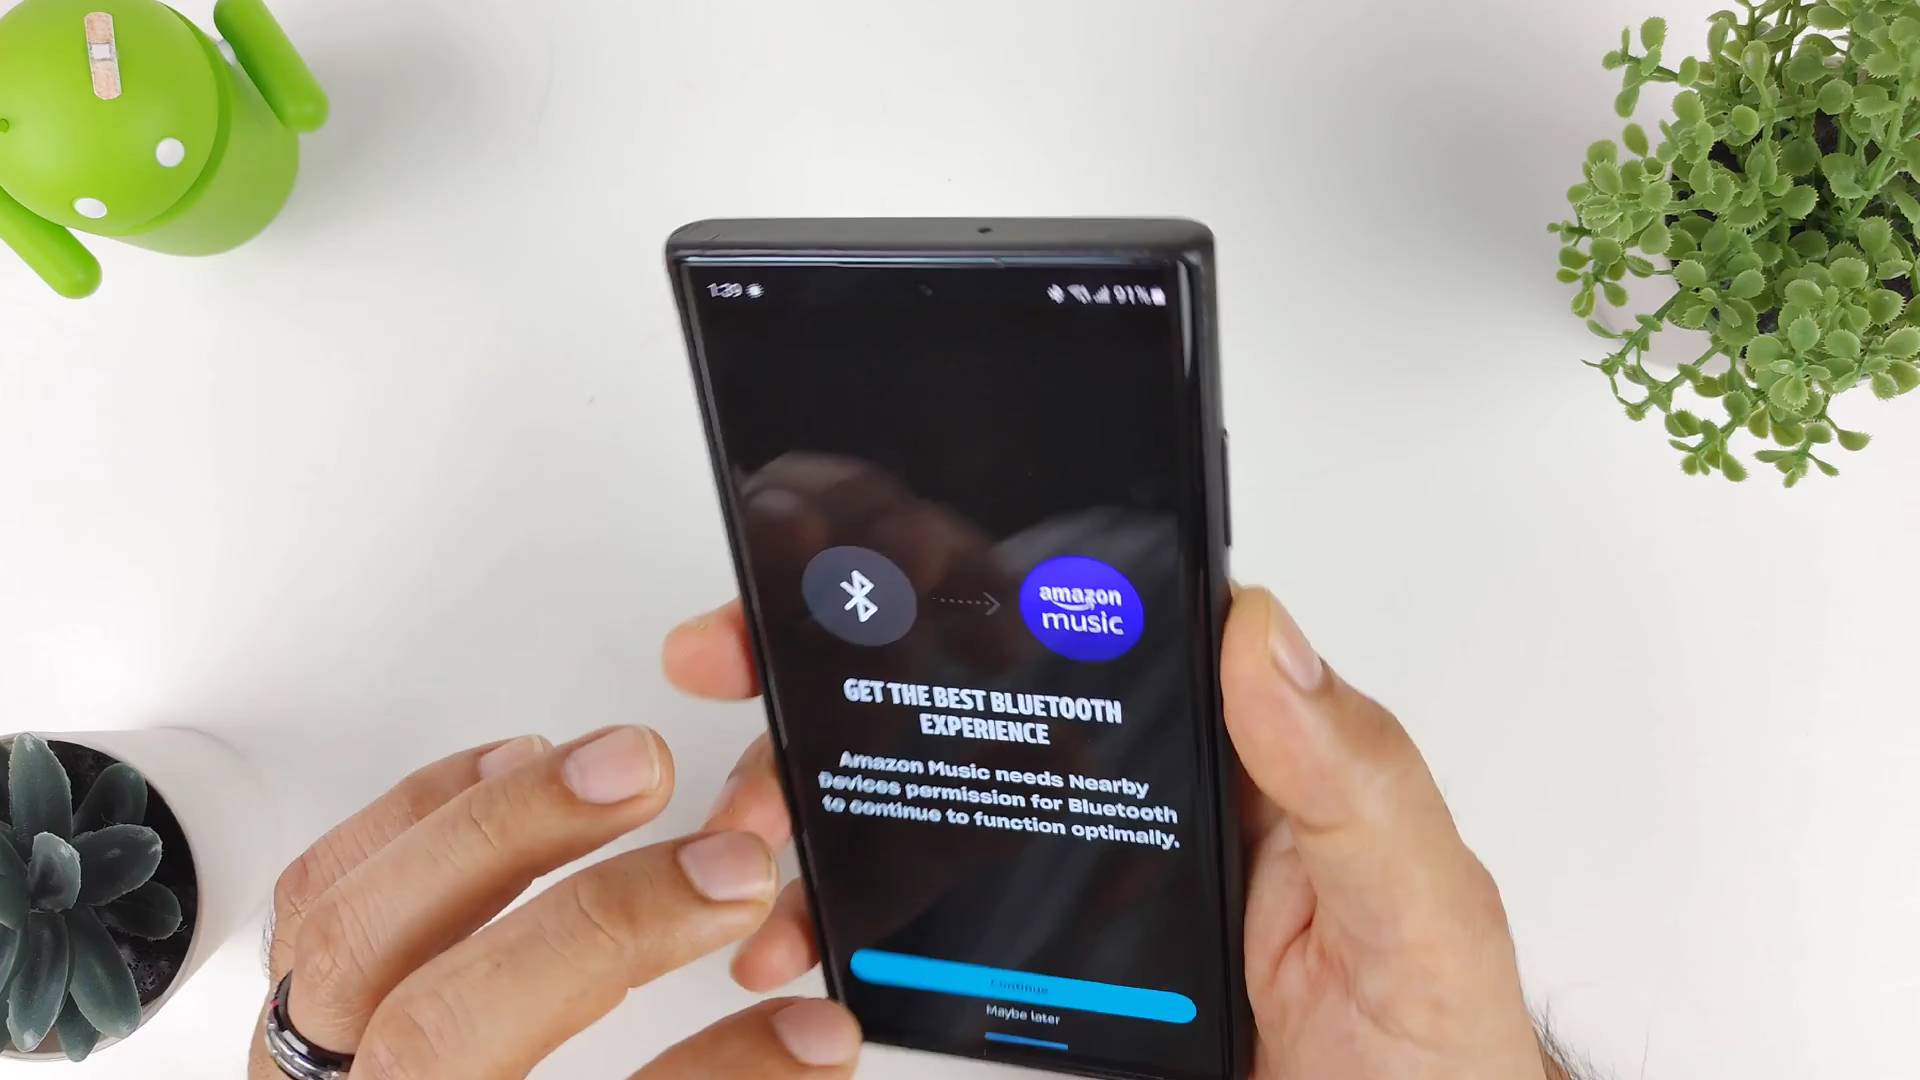 1:39
91%
amazon
music
GET THE BEST BLUETOOTH
EXPERIENCE
Amazon Music needs Nearby
Devices permission for Bluetooth
to continue to function optimally.
Continue
Maybe later